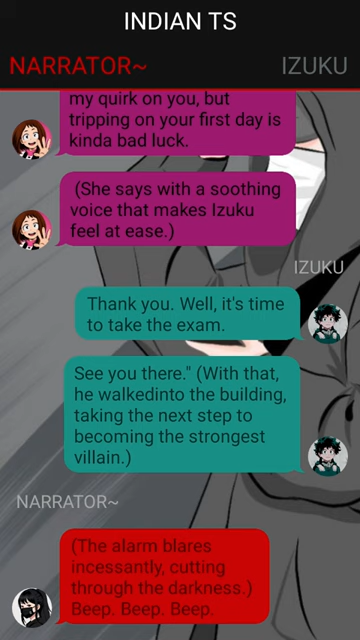 INDIAN TS
NARRATOR~ IZUKU
my quirk on you, but
tripping on your first day is
kinda bad luck.
(She says with a soothing
voice that makes Izuku
feel at ease.)
IZUKU
Thank you. Well, it's time
to take the exam.
See you there." (With that,
he walkedinto the building,
taking the next step to
becoming the strongest
villain.)
NARRATOR~
(The alarm blares
incessantly, cutting
through the darkness.)
Beep. Beep. Beep.